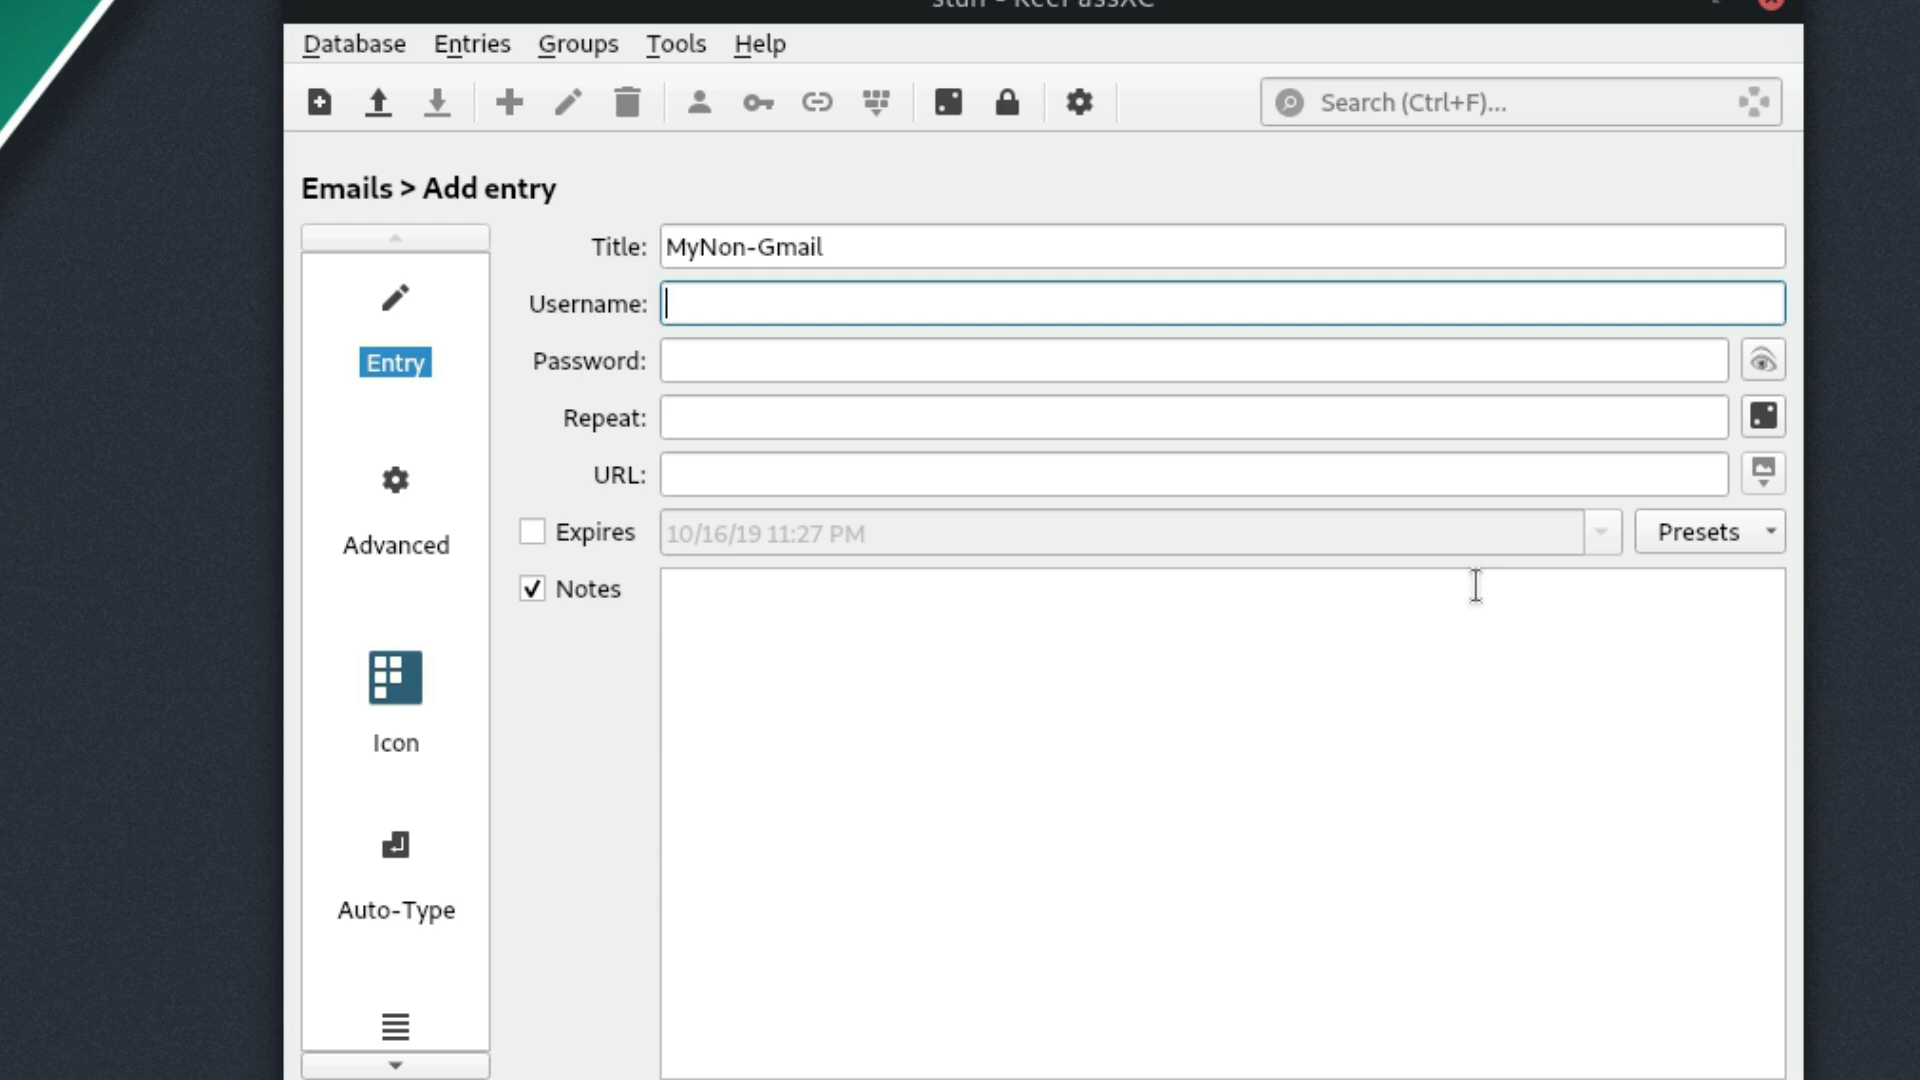 Database Entries Groups Tools Help
Search (Ctrl+F)...
Emails > Add entry
Title: MyNon-Gmail
Username:
Entry
Password:
Repeat:
URL:
Advanced
Expires 10/16/19 11:27 PM Presets
Notes
Icon
Auto-Type